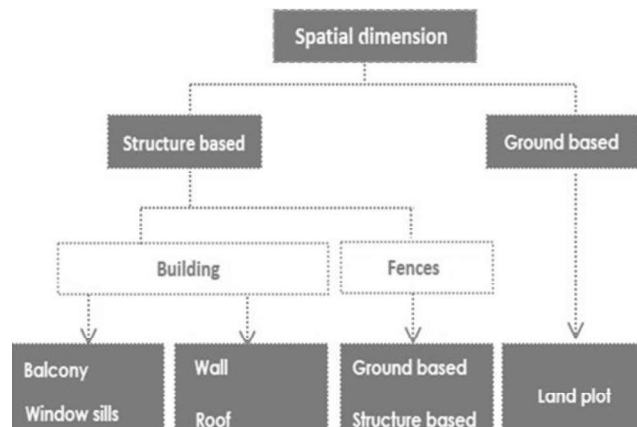 Spatial dimension
Structure based
Ground based
Building
Fences
Balcony
Window sills
Wall
Roof
Ground based
Structure based
Land plot